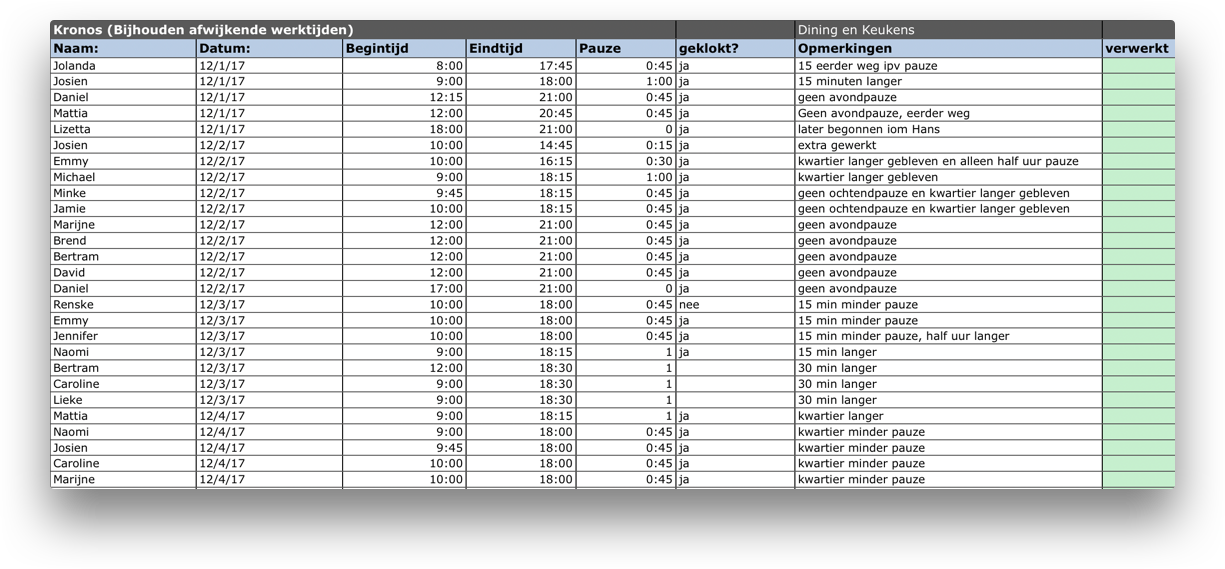 Kronos (Bijhouden afwijkende werktijden) Dining en Keukens
Naam: Datum: Begintijd Eindtijd Pauze geklokt? Opmerkingen verwerkt
Jolanda 12/1/17 8:00 17:45 0:45 ja 15 eerder weg ipv pauze
Josien 12/1/17 9:00 18:00 1:00 ja 15 minuten langer
Daniel 12/1/17 12:15 21:00 0:45 ja geen avondpauze
Mattia 12/1/17 12:00 20:45 0:45 ja Geen avondpauze, eerder weg
Lizetta 12/1/17 18:00 21:00 0 ja later begonnen iom Hans
Josien 12/2/17 10:00 14:45 0:15 ja extra gewerkt
Emmy 12/2/17 10:00 16:15 0:30 ja kwartier langer gebleven en alleen half uur pauze
Michael 12/2/17 9:00 18:15 1:00 ja kwartier langer gebleven
Minke 12/2/17 9:45 18:15 0:45 ja geen ochtendpauze en kwartier langer gebleven
Jamie 12/2/17 10:00 18:15 0:45 ja geen ochtendpauze en kwartier langer gebleven
Marijne 12/2/17 12:00 21:00 0:45 ja geen avondpauze
Brend 12/2/17 12:00 21:00 0:45 ja geen avondpauze
Bertram 12/2/17 12:00 21:00 0:45 ja geen avondpauze
David 12/2/17 12:00 21:00 0:45 ja geen avondpauze
Daniel 12/2/17 17:00 21:00 0 ja geen avondpauze
Renske 12/3/17 10:00 18:00 0:45 nee 15 min minder pauze
Emmy 12/3/17 10:00 18:00 0:45 ja 15 min minder pauze
Jennifer 12/3/17 10:00 18:00 0:45 ja 15 min minder pauze, half uur langer
Naomi 12/3/17 9:00 18:15 1 ja 15 min langer
Bertram 12/3/17 12:00 18:30 1 30 min langer
Caroline 12/3/17 9:00 18:30 1 30 min langer
Lieke 12/3/17 9:00 18:30 1 30 min langer
Mattia 12/4/17 9:00 18:15 1 ja kwartier langer
Naomi 12/4/17 9:00 18:00 0:45 ja kwartier minder pauze
Josien 12/4/17 9:45 18:00 0:45 ja kwartier minder pauze
Caroline 12/4/17 10:00 18:00 0:45 ja kwartier minder pauze
Marijne 12/4/17 10:00 18:00 0:45 ja kwartier minder pauze